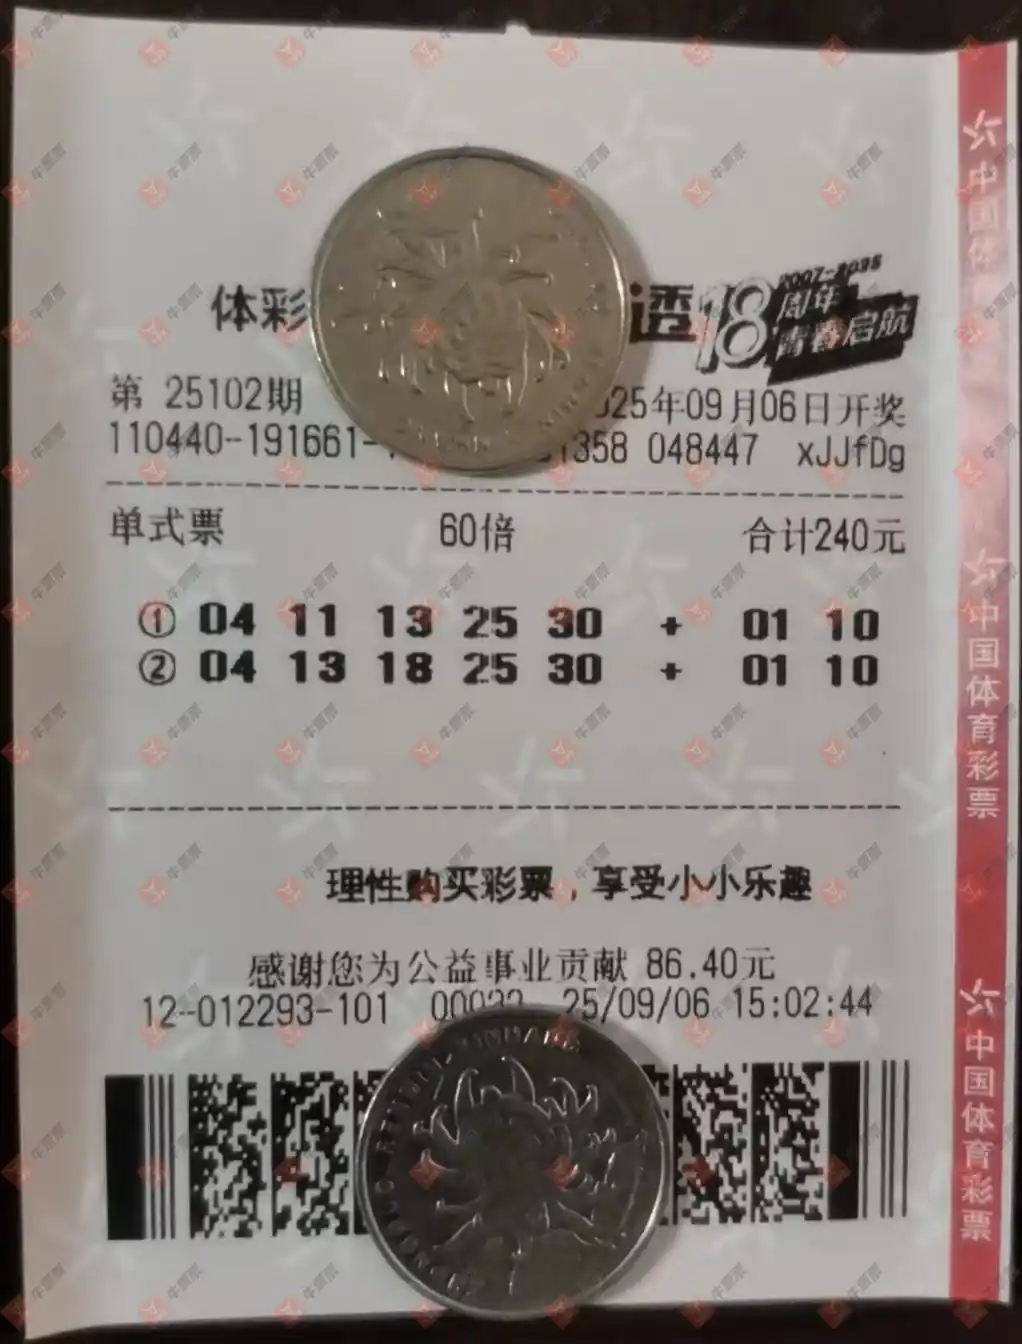 体彩 透 18 2007-2025
周年
青春启航
第 25102期 025年09月06日开奖
110440-191661- 1358 048447 xJJfDg
单式票 60倍 合计240元
① 04 11 13 25 30 + 01 10
② 04 13 18 25 30 + 01 10
理性购买彩票，享受小小乐趣
感谢您为公益事业贡献 86.40元
12-012293-101 25/09/06 15:02:44
中国体
中国体育彩票
中国体育彩票